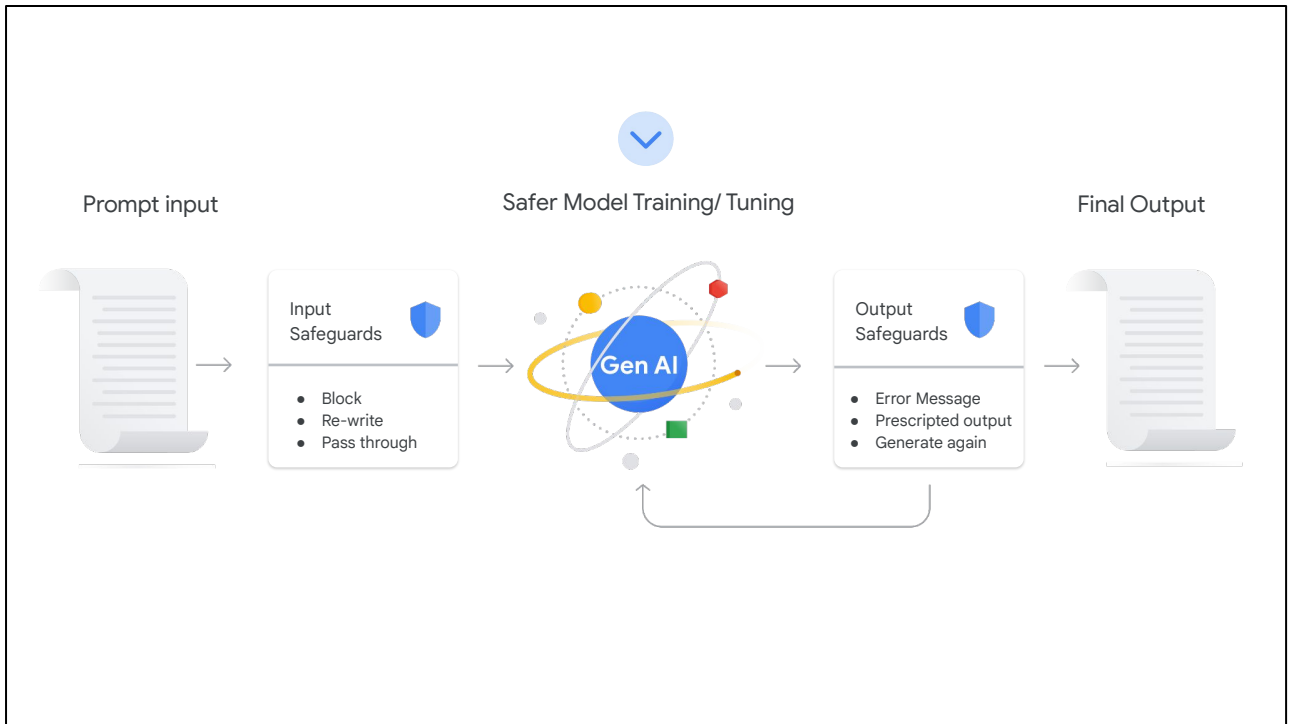 Prompt input
Safer Model Training/ Tuning
Final Output
Input
Safeguards
● Block
● Re-write
● Pass through
Gen AI
Output
Safeguards
● Error Message
● Prescripted output
● Generate again